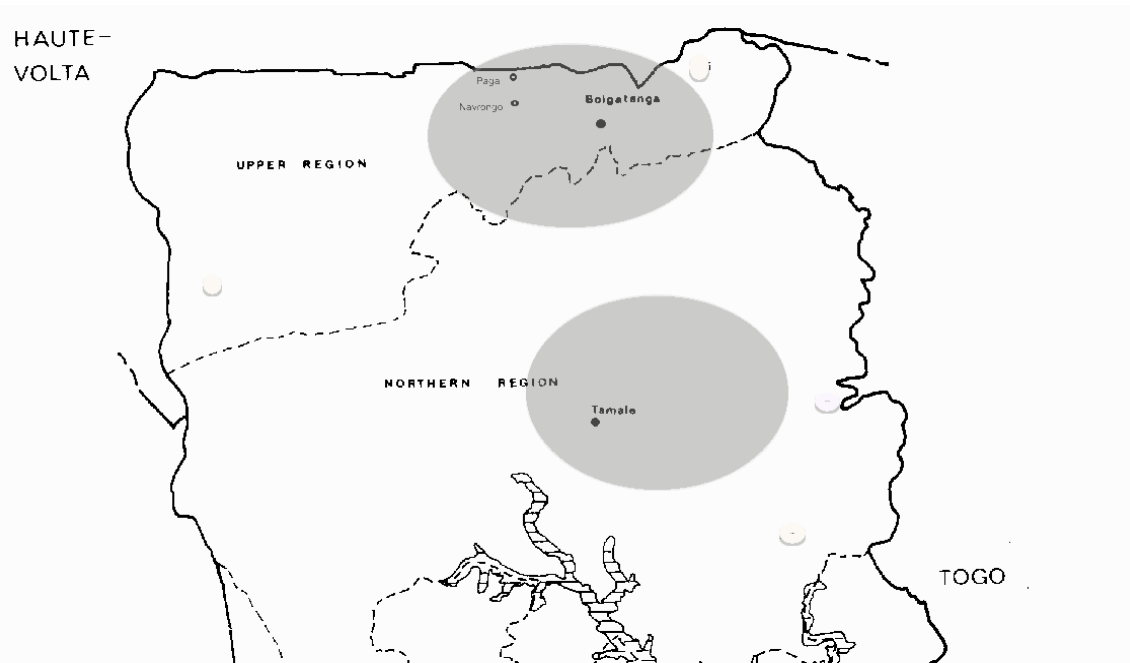 HAUTE-
VOLTA
Paga
Navrongo
Bolgatanga
UPPER REGION
NORTHERN REGION
Tamale
TOGO